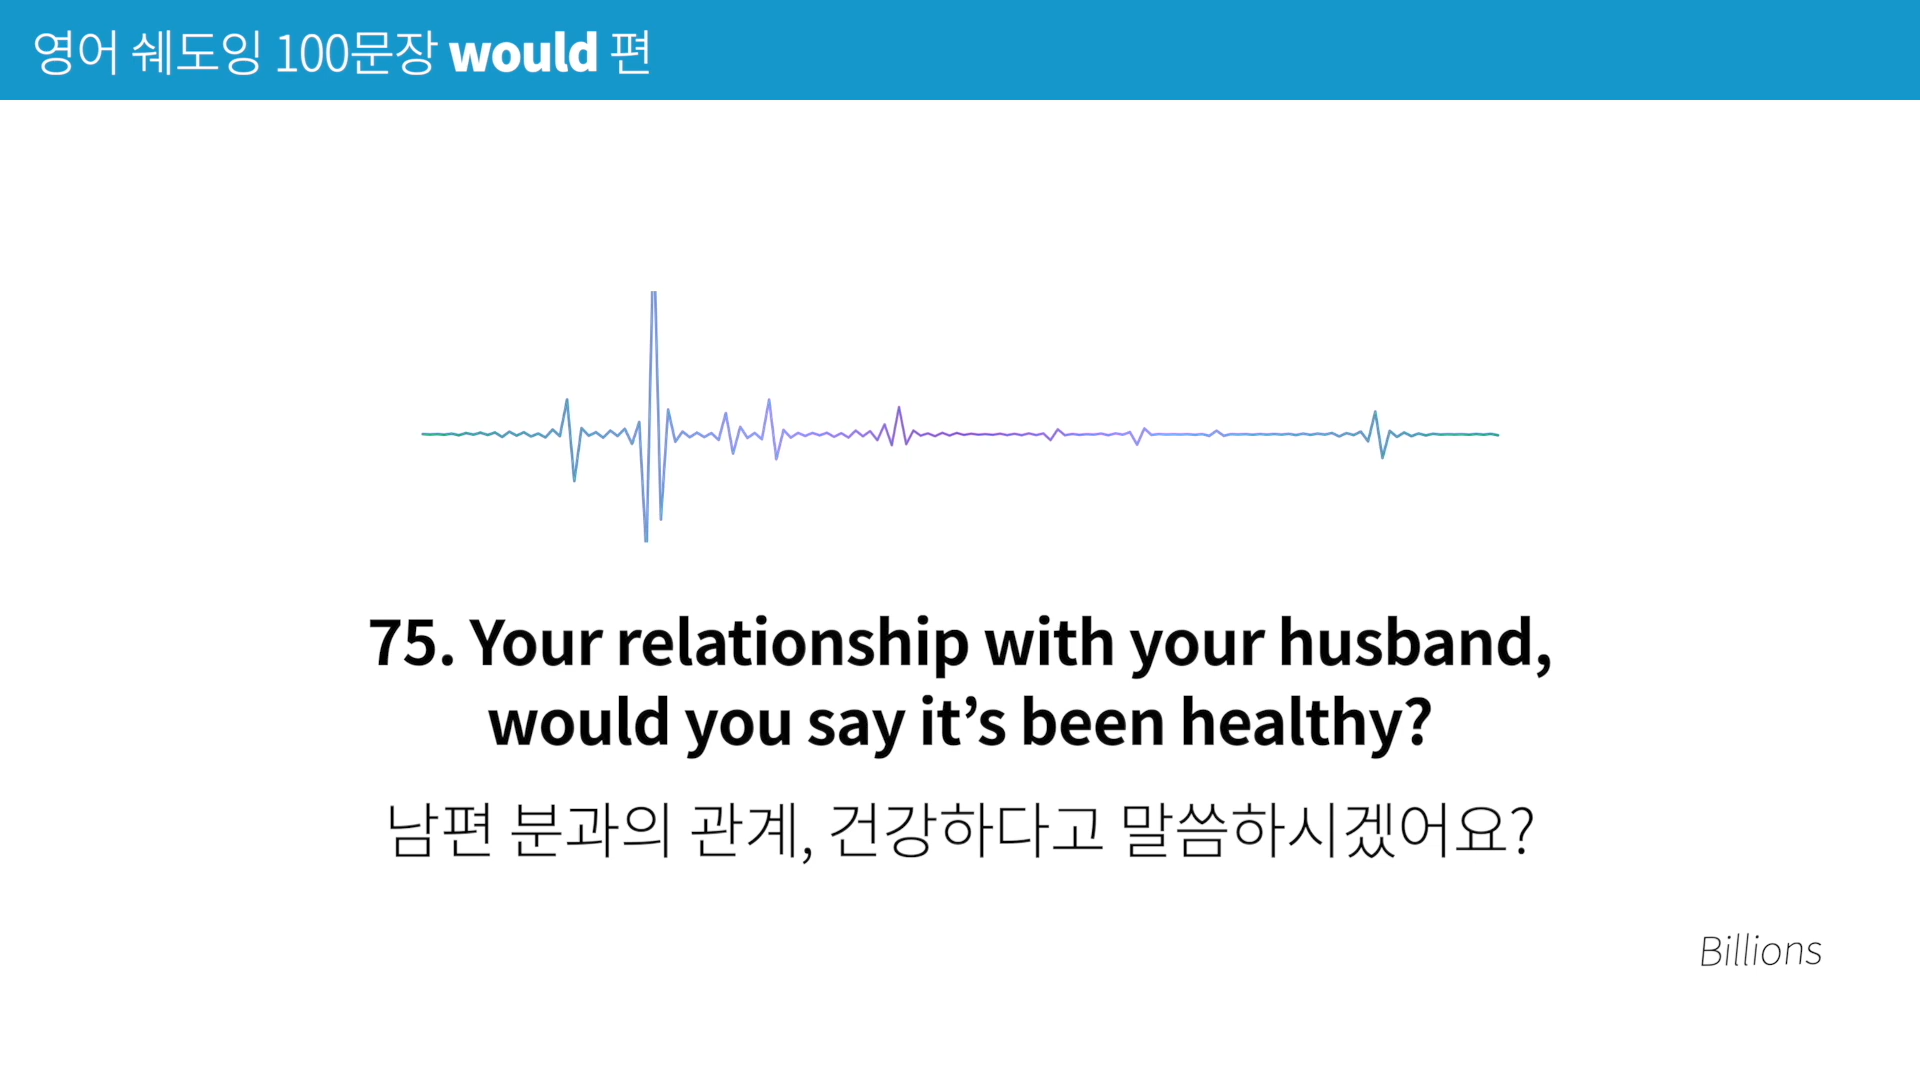 영어 쉐도잉 100문장 would 편
75. Your relationship with your husband,
would you say it’s been healthy?
남편 분과의 관계, 건강하다고 말씀하시겠어요?
Billions